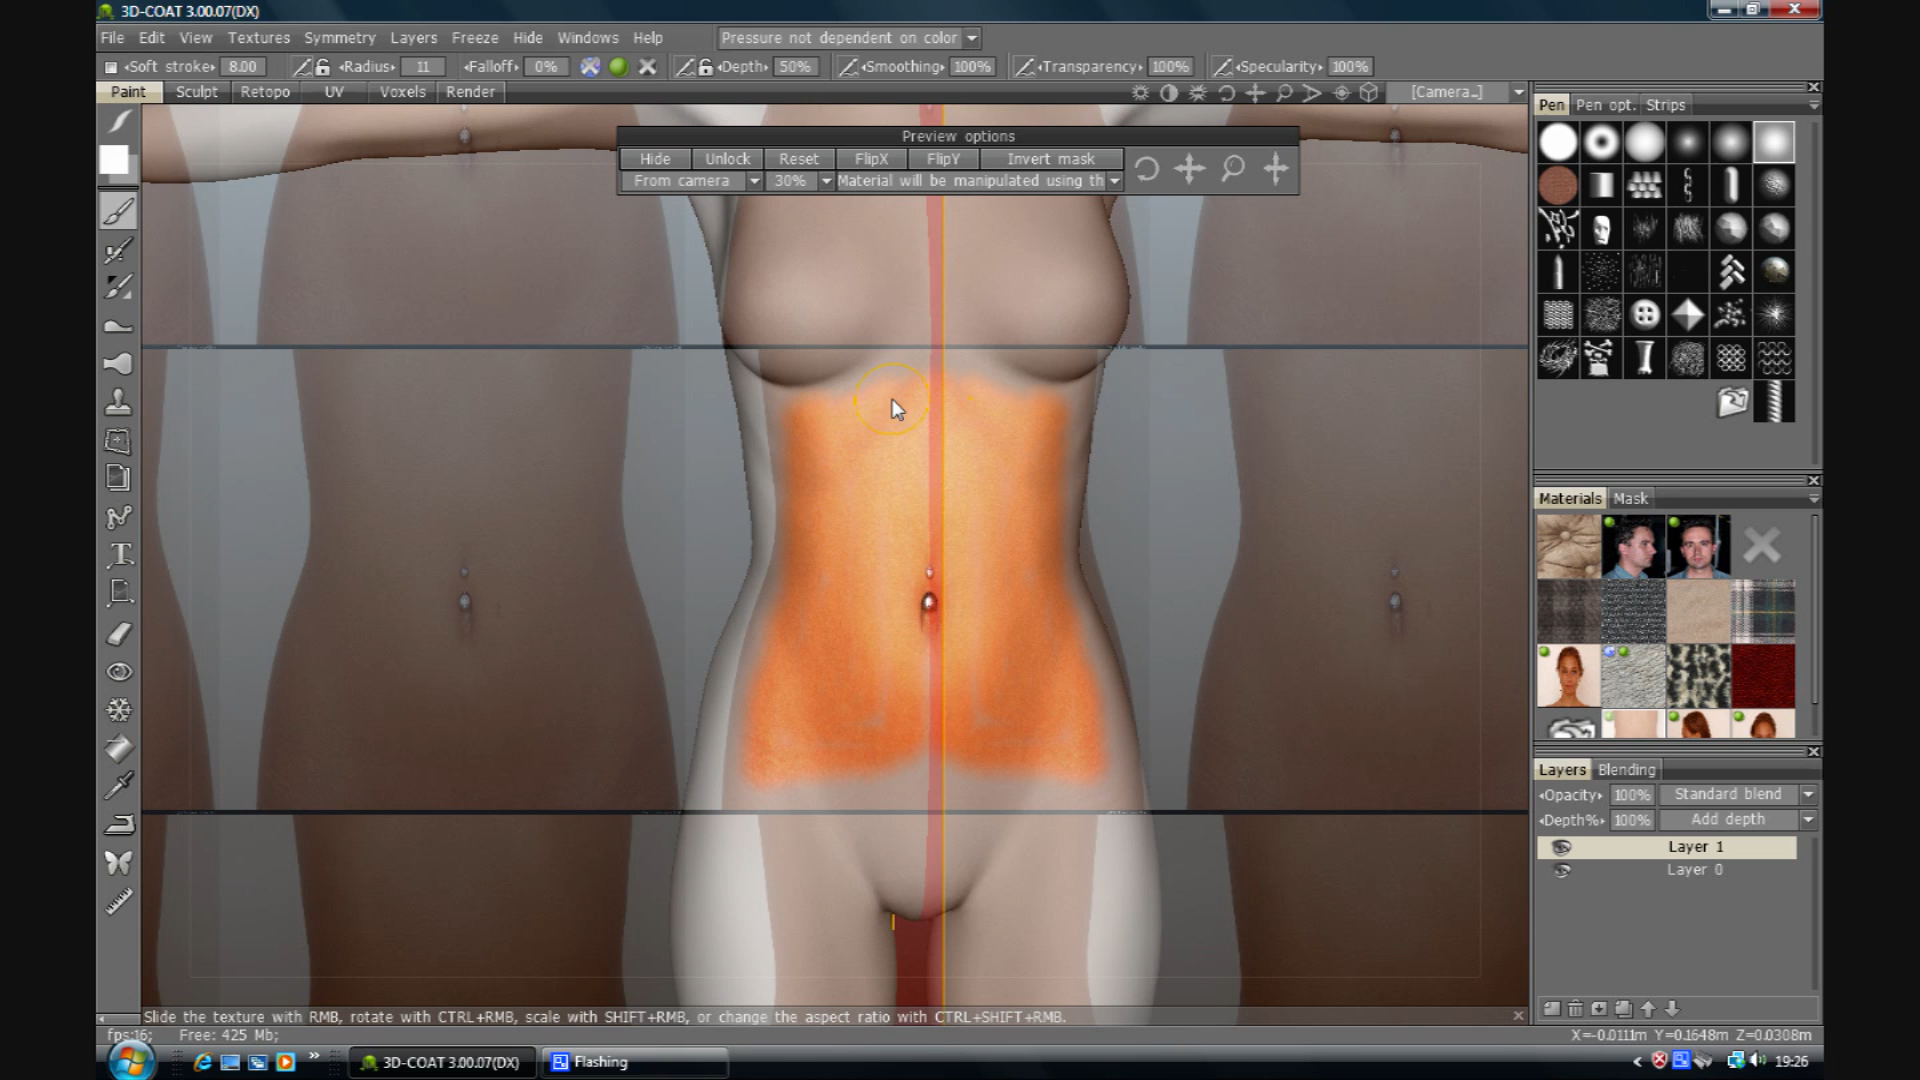 3D-COAT 3.00.07(DX)
File Edit View Textures Symmetry Layers Freeze Hide Windows Help Pressure not dependent on color
Soft stroke 8.00 Radius 11 Falloff 0% Depth 50% Smoothing 100% Transparency 100% Specularity 100%
Paint Sculpt Retopo UV Voxels Render [Camera_]
Pen Pen opt. Strips
Preview options
Hide Unlock Reset FlipX FlipY Invert mask
From camera 30% Material will be manipulated using th
Materials Mask
Layers Blending
Opacity 100% Standard blend
Depth% 100% Add depth
Layer 1
Layer 0
Slide the texture with RMB, rotate with CTRL+RMB, scale with SHIFT+RMB, or change the aspect ratio with CTRL+SHIFT+RMB.
fps:16; Free: 425 Mb; X=-0.0111m Y=0.1648m Z=0.0308m
3D-COAT 3.00.07(DX) Flashing 19:26